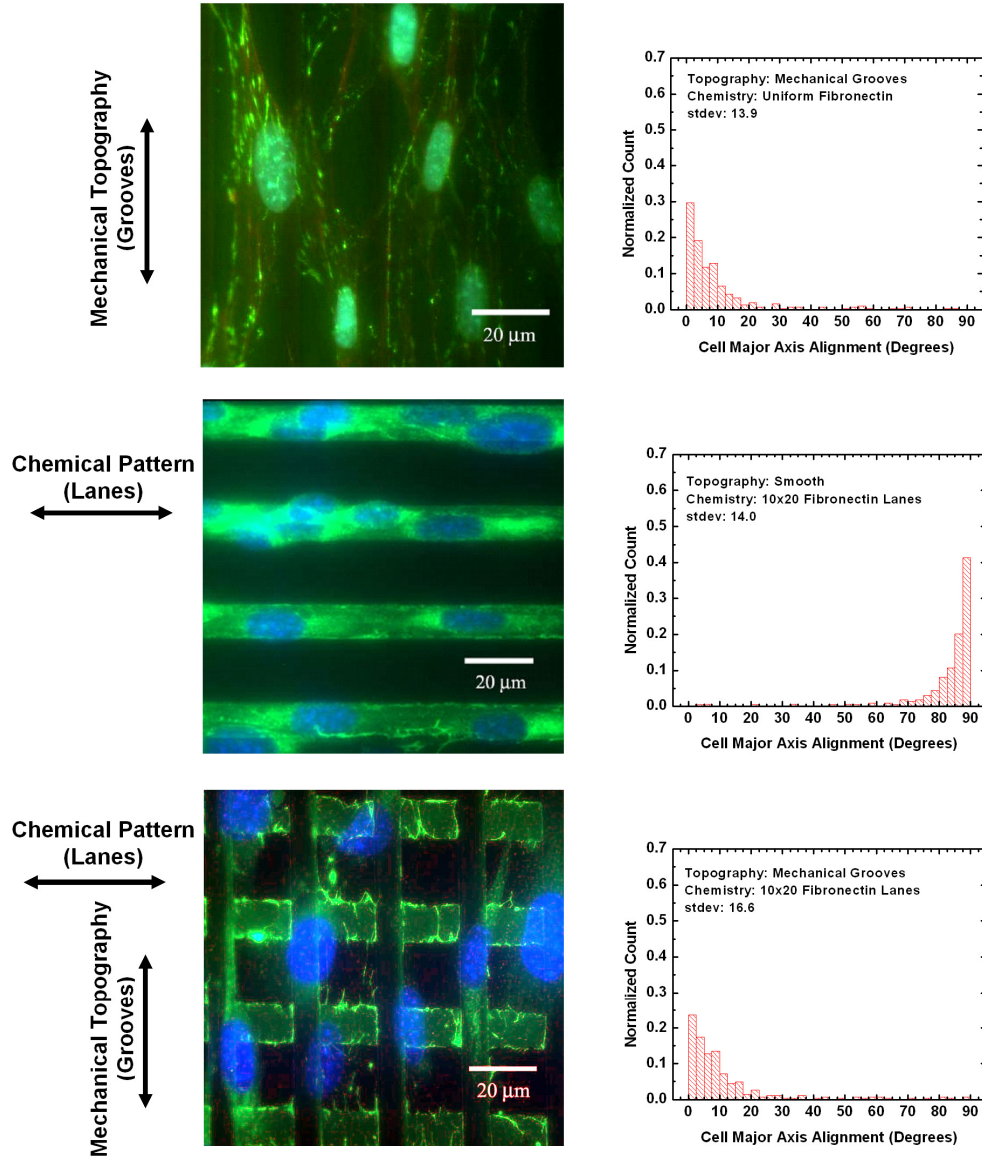 Mechanical Topography
(Grooves)
20 µm
0.7
0.6
0.5
0.4
0.3
0.2
0.1
0.0
Normalized Count
Topography: Mechanical Grooves
Chemistry: Uniform Fibronectin
stdev: 13.9
0 10 20 30 40 50 60 70 80 90
Cell Major Axis Alignment (Degrees)
Chemical Pattern
(Lanes)
20 µm
0.7
0.6
0.5
0.4
0.3
0.2
0.1
0.0
Normalized Count
Topography: Smooth
Chemistry: 10x20 Fibronectin Lanes
stdev: 14.0
0 10 20 30 40 50 60 70 80 90
Cell Major Axis Alignment (Degrees)
Chemical Pattern
(Lanes)
Mechanical Topography
(Grooves)
20 µm
0.7
0.6
0.5
0.4
0.3
0.2
0.1
0.0
Normalized Count
Topography: Mechanical Grooves
Chemistry: 10x20 Fibronectin Lanes
stdev: 16.6
0 10 20 30 40 50 60 70 80 90
Cell Major Axis Alignment (Degrees)